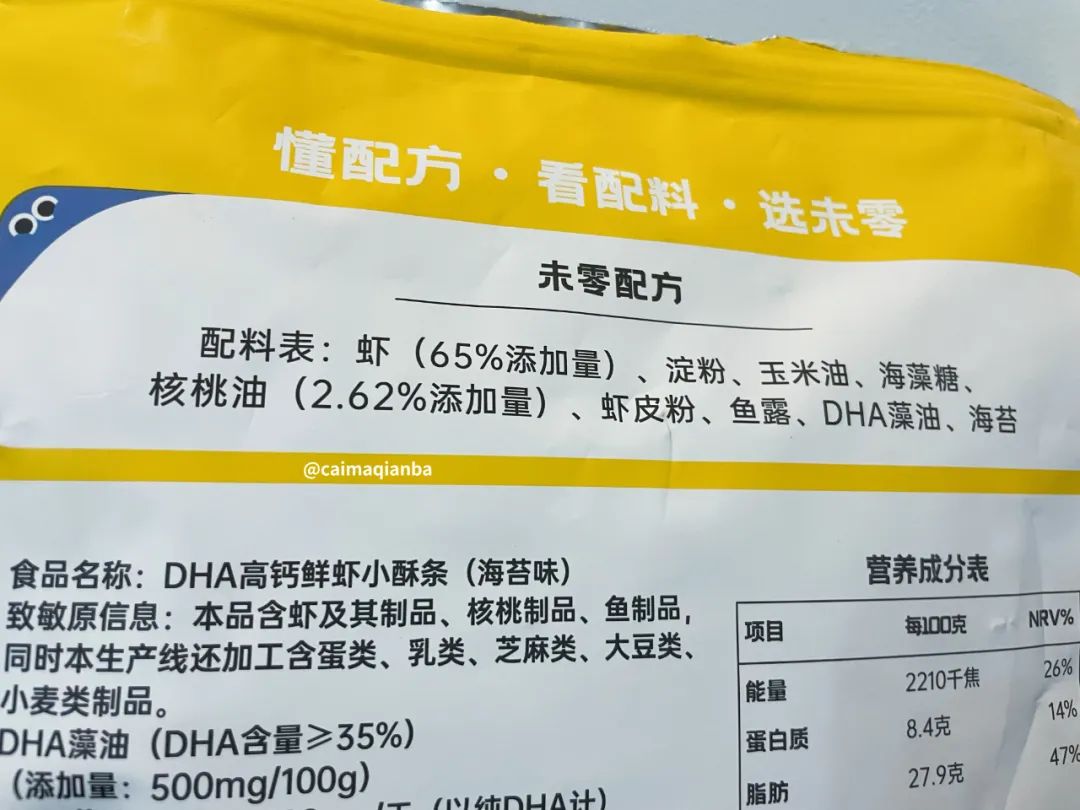 懂配方·看配料·选未零
未零配方
配料表：虾（65%添加量）、淀粉、玉米油、海藻糖、
核桃油（2.62%添加量）、虾皮粉、鱼露、DHA藻油、海苔
@caimaqianba
食品名称：DHA高钙鲜虾小酥条（海苔味）
致敏原信息：本品含虾及其制品、核桃制品、鱼制品，
同时本生产线还加工含蛋类、乳类、芝麻类、大豆类、
小麦类制品。
DHA藻油（DHA含量≥35%）
（添加量：500mg/100g）
（以纯DHA计）
营养成分表
项目 每100克 NRV%
能量 2210千焦 26%
蛋白质 8.4克 14%
脂肪 27.9克 47%